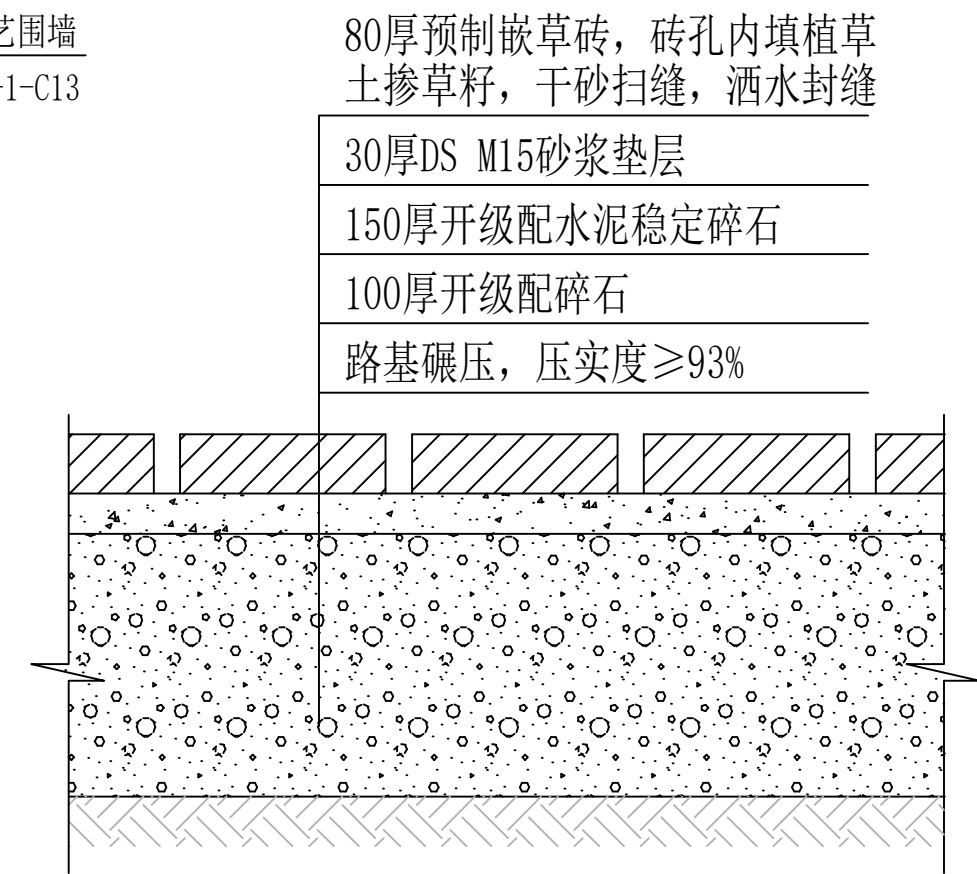 艺围墙
-1-C13
80厚预制嵌草砖，砖孔内填植草
土掺草籽，干砂扫缝，洒水封缝
30厚DS M15砂浆垫层
150厚开级配水泥稳定碎石
100厚开级配碎石
路基碾压，压实度≥93%